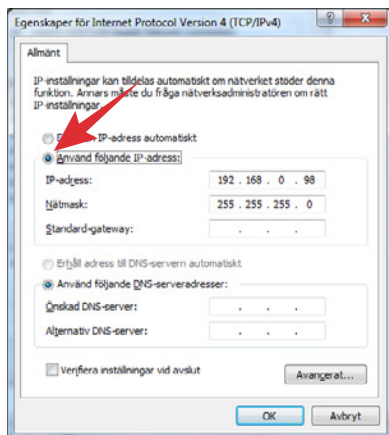 Egenskaper för Internet Protocol Version 4 (TCP/IPv4)
Allmänt
IP-inställningar kan tilldelas automatiskt om nätverket stöder denna
funktion. Annars måste du fråga nätverksadministratören om rätt
IP-inställningar.
IP-adress automatiskt
Använd följande IP-adress:
IP-adress: 192 . 168 . 0 . 98
Nätmask: 255 . 255 . 255 . 0
Standard-gateway: . . .
Erhåll adress till DNS-servern automatiskt
Använd följande DNS-serveradresser:
Önskad DNS-server: . . .
Alternativ DNS-server: . . .
Verifiera inställningar vid avslut
Avancerat...
OK Avbryt